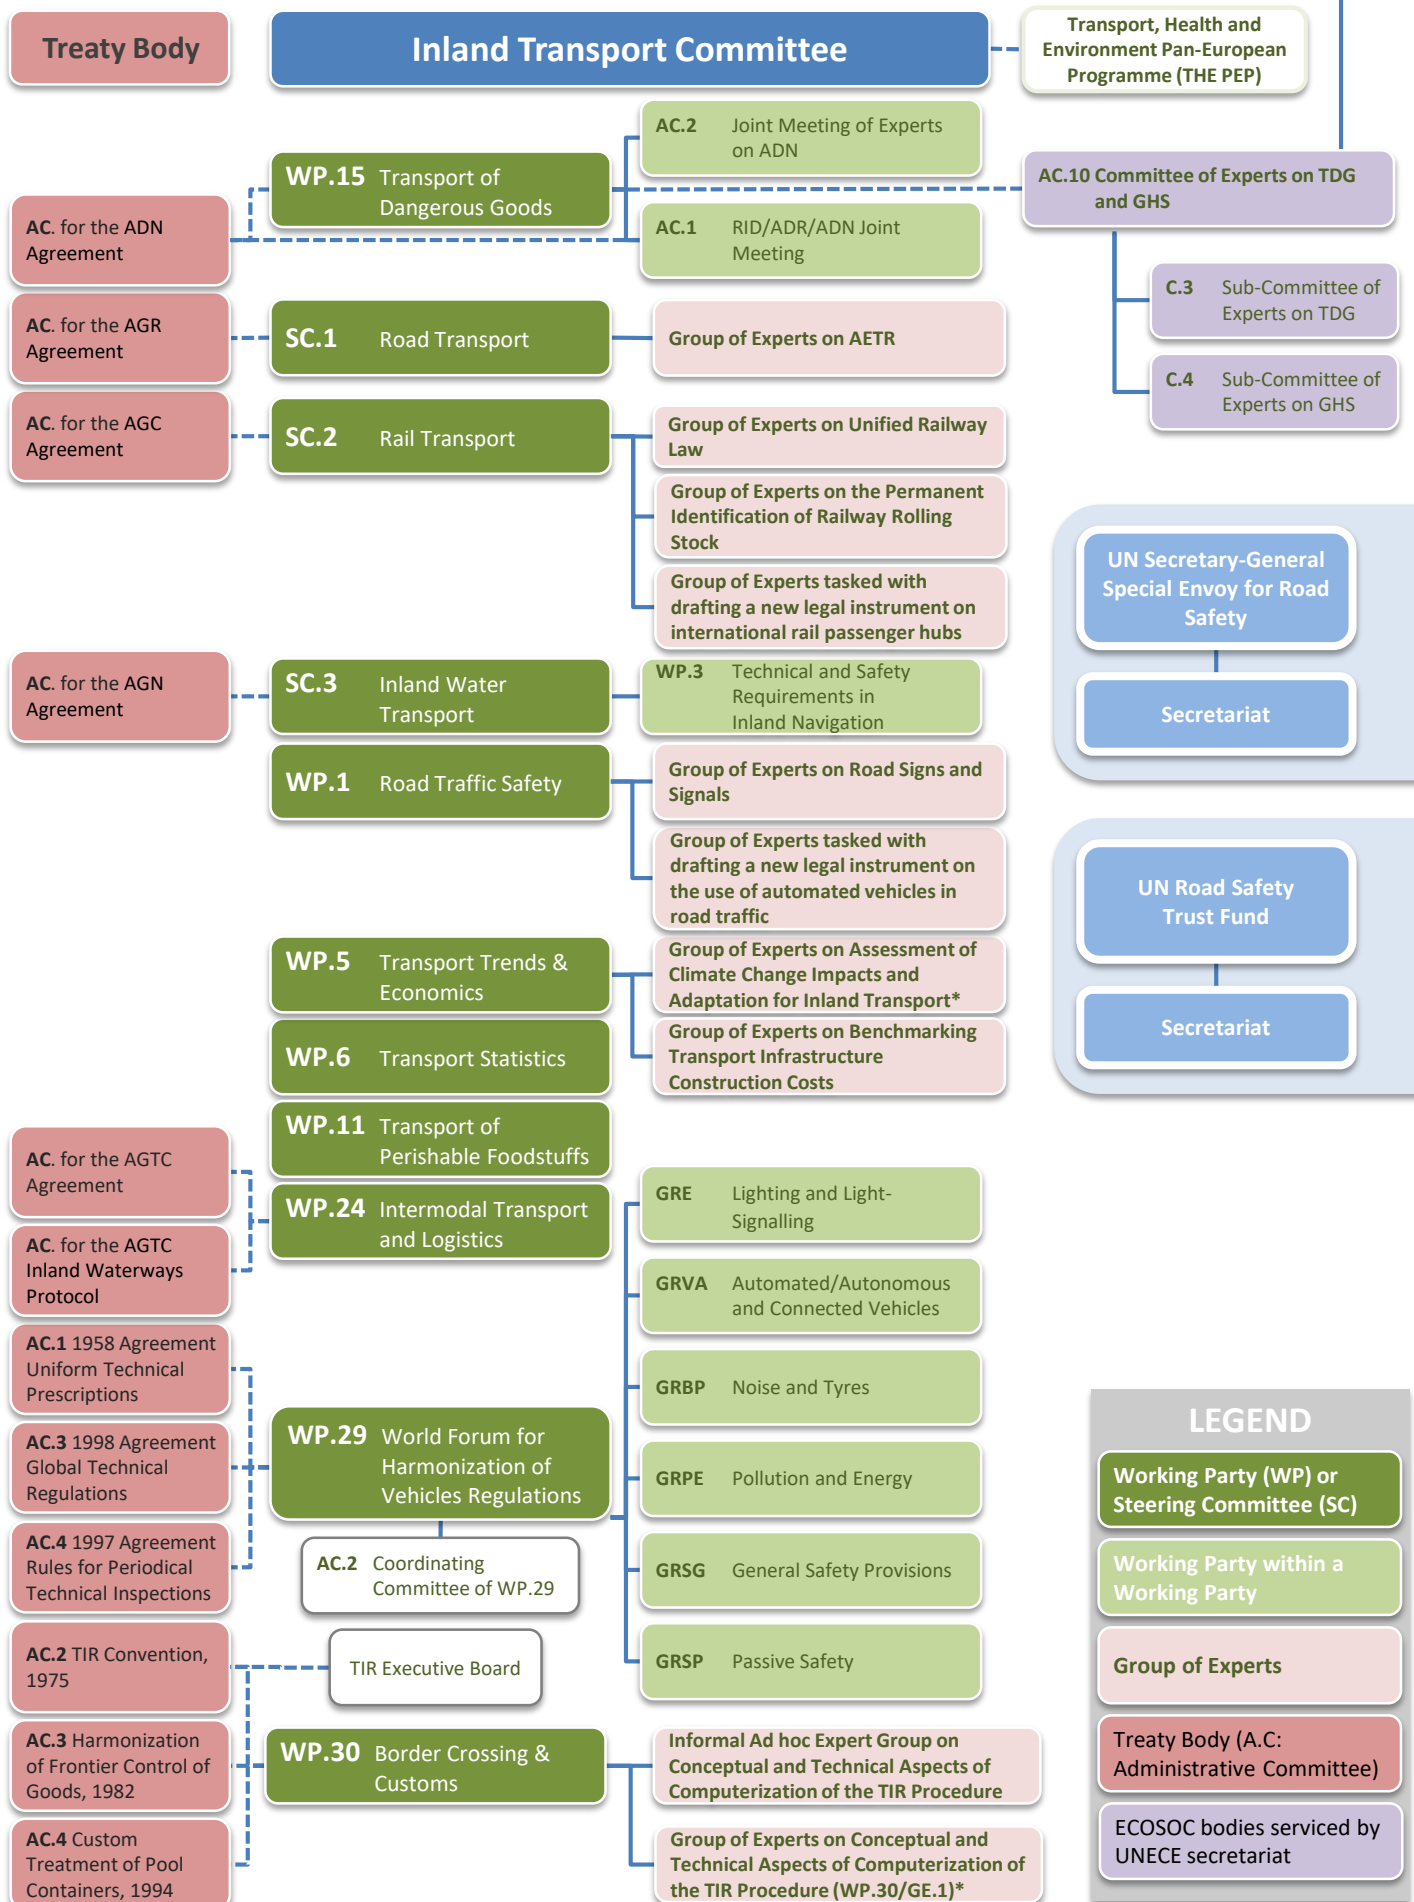 Treaty Body
Inland Transport Committee
Transport, Health and
Environment Pan-European
Programme (THE PEP)
AC.2 Joint Meeting of Experts
on ADN
WP.15 Transport of
Dangerous Goods
AC.10 Committee of Experts on TDG
and GHS
AC. for the ADN
Agreement
AC.1 RID/ADR/ADN Joint
Meeting
C.3 Sub-Committee of
Experts on TDG
AC. for the AGR
Agreement
SC.1 Road Transport
Group of Experts on AETR
C.4 Sub-Committee of
Experts on GHS
AC. for the AGC
Agreement
SC.2 Rail Transport
Group of Experts on Unified Railway
Law
Group of Experts on the Permanent
Identification of Railway Rolling
Stock
Group of Experts tasked with
drafting a new legal instrument on
international rail passenger hubs
UN Secretary-General
Special Envoy for Road
Safety
Secretariat
AC. for the AGN
Agreement
SC.3 Inland Water
Transport
WP.3 Technical and Safety
Requirements in
Inland Navigation
WP.1 Road Traffic Safety
Group of Experts on Road Signs and
Signals
Group of Experts tasked with
drafting a new legal instrument on
the use of automated vehicles in
road traffic
UN Road Safety
Trust Fund
Secretariat
WP.5 Transport Trends &
Economics
Group of Experts on Assessment of
Climate Change Impacts and
Adaptation for Inland Transport*
Group of Experts on Benchmarking
Transport Infrastructure
Construction Costs
WP.6 Transport Statistics
WP.11 Transport of
Perishable Foodstuffs
AC. for the AGTC
Agreement
WP.24 Intermodal Transport
and Logistics
AC. for the AGTC
Inland Waterways
Protocol
GRE Lighting and Light-
Signalling
GRVA Automated/Autonomous
and Connected Vehicles
AC.1 1958 Agreement
Uniform Technical
Prescriptions
GRBP Noise and Tyres
AC.3 1998 Agreement
Global Technical
Regulations
WP.29 World Forum for
Harmonization of
Vehicles Regulations
GRPE Pollution and Energy
AC.4 1997 Agreement
Rules for Periodical
Technical Inspections
AC.2 Coordinating
Committee of WP.29
GRSG General Safety Provisions
AC.2 TIR Convention,
1975
TIR Executive Board
GRSP Passive Safety
AC.3 Harmonization
of Frontier Control of
Goods, 1982
WP.30 Border Crossing &
Customs
Informal Ad hoc Expert Group on
Conceptual and Technical Aspects of
Computerization of the TIR Procedure
AC.4 Custom
Treatment of Pool
Containers, 1994
Group of Experts on Conceptual and
Technical Aspects of Computerization of
the TIR Procedure (WP.30/GE.1)*
LEGEND
Working Party (WP) or
Steering Committee (SC)
Working Party within a
Working Party
Group of Experts
Treaty Body (A.C:
Administrative Committee)
ECOSOC bodies serviced by
UNECE secretariat